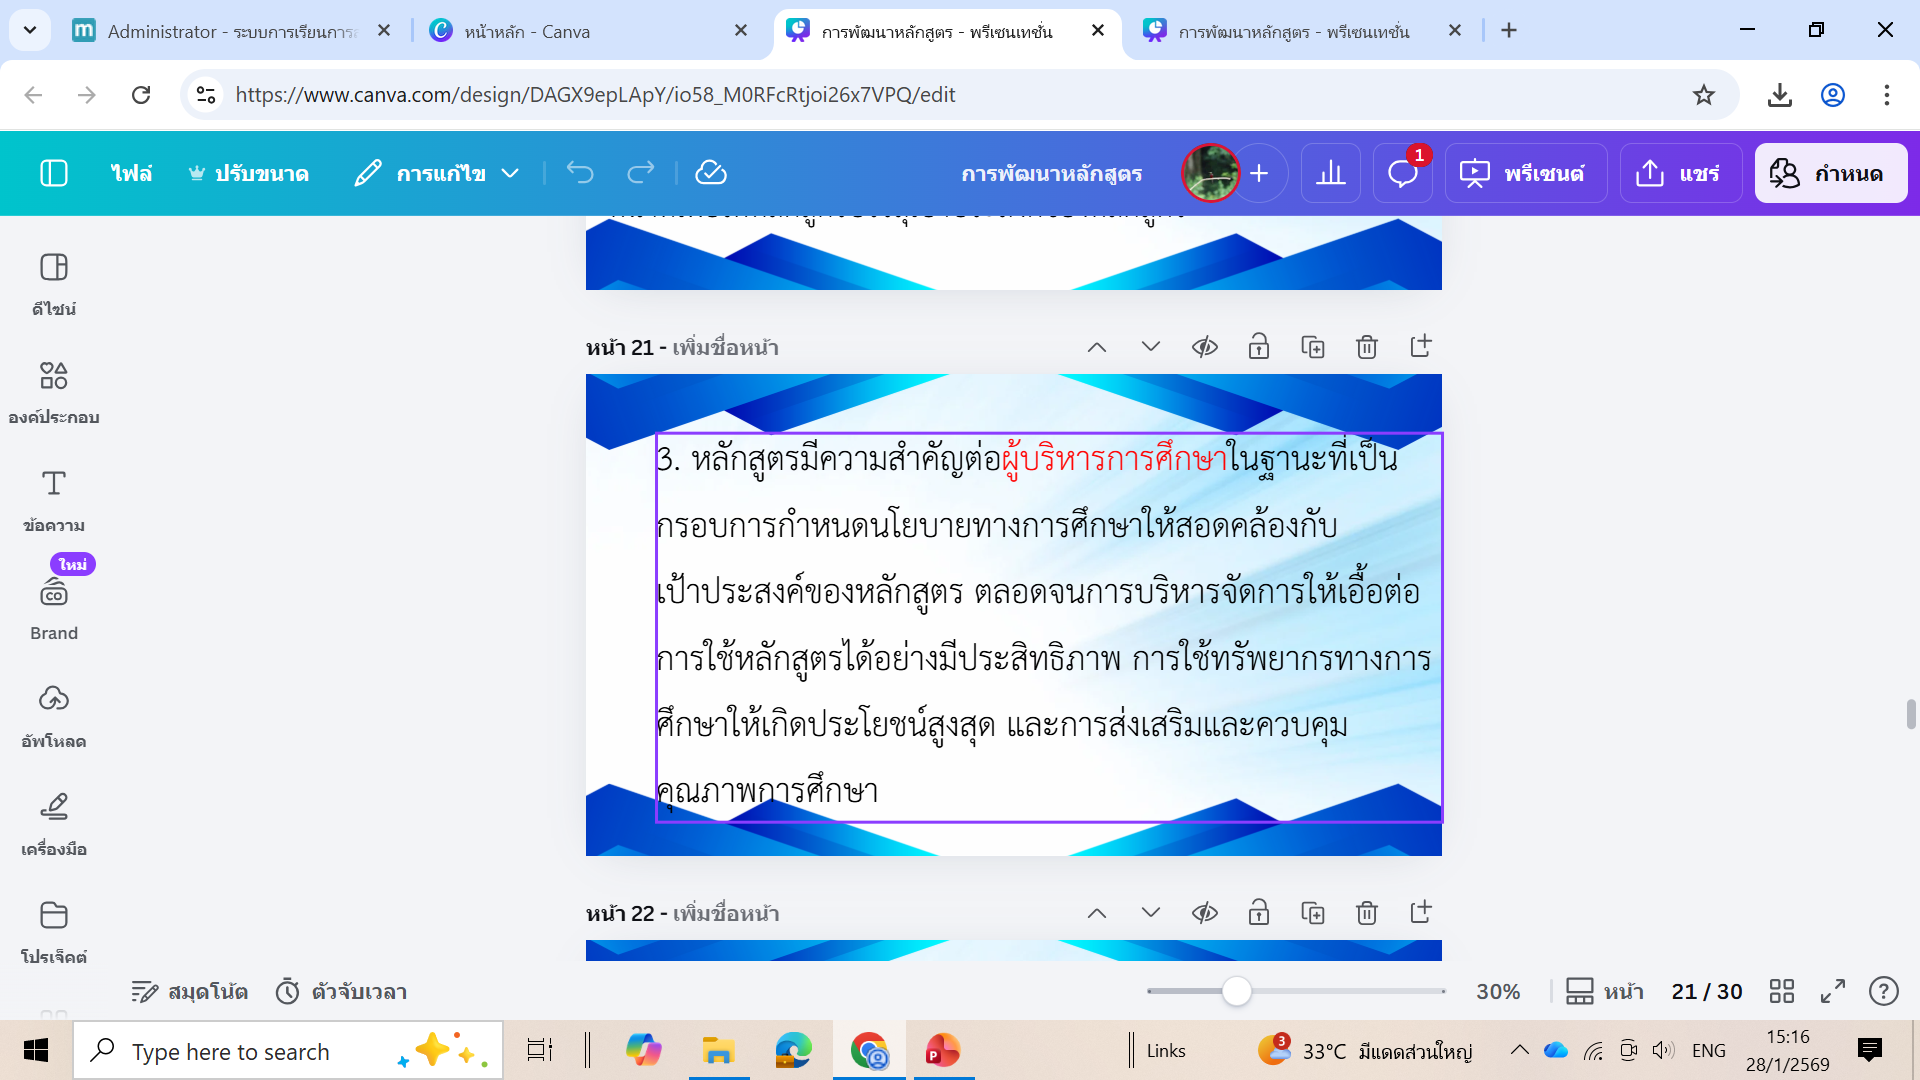 Administrator - ระบบการเรียนการส
หน้าหลัก - Canva
การพัฒนาหลักสูตร - พรีเซนเทชั่น
การพัฒนาหลักสูตร - พรีเซนเทชั่น
https://www.canva.com/design/DAGX9epLApY/io58_M0RFcRtjoi26x7VPQ/edit
ไฟล์
ปรับขนาด
การแก้ไข
การพัฒนาหลักสูตร
1
พรีเซนต์
แชร์
กำหนด
ดีไซน์
องค์ประกอบ
ข้อความ
ใหม่
Brand
อัพโหลด
เครื่องมือ
โปรเจ็คต์
หน้า 21 - เพิ่มชื่อหน้า
3. หลักสูตรมีความสำคัญต่อผู้บริหารการศึกษาในฐานะที่เป็น
กรอบการกำหนดนโยบายทางการศึกษาให้สอดคล้องกับ
เป้าประสงค์ของหลักสูตร ตลอดจนการบริหารจัดการให้เอื้อต่อ
การใช้หลักสูตรได้อย่างมีประสิทธิภาพ การใช้ทรัพยากรทางการ
ศึกษาให้เกิดประโยชน์สูงสุด และการส่งเสริมและควบคุม
คุณภาพการศึกษา
หน้า 22 - เพิ่มชื่อหน้า
สมุดโน้ต
ตัวจับเวลา
30%
หน้า
21 / 30
Type here to search
Links
3
33°C มีแดดส่วนใหญ่
ENG
15:16
28/1/2569